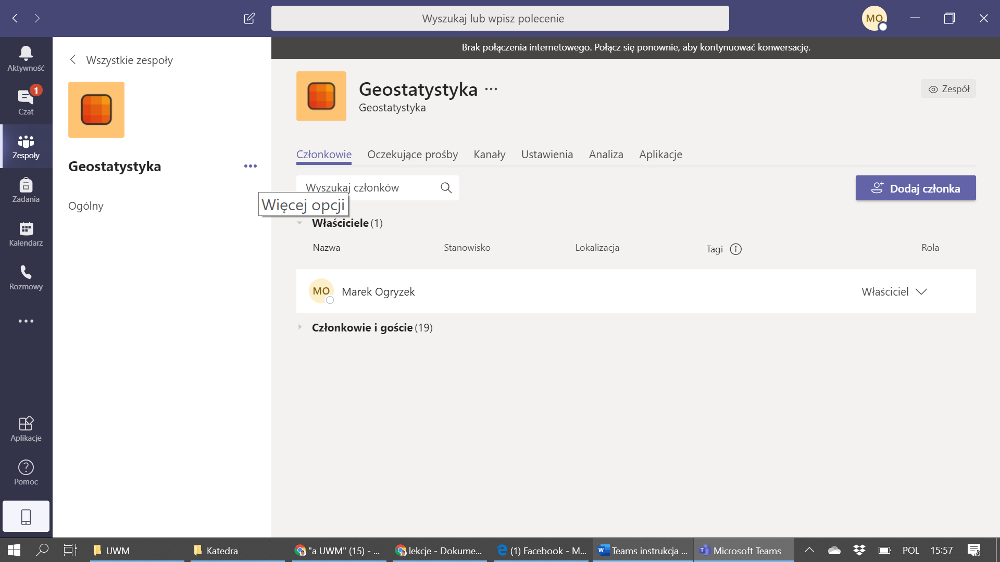 Wyszukaj lub wpisz polecenie
MO
Brak połączenia internetowego. Połącz się ponownie, aby kontynuować konwersację.
Aktywność
1
Czat
Zespoły
Zadania
Kalendarz
Rozmowy
Aplikacje
Pomoc
Wszystkie zespoły
Geostatystyka
Ogólny
Więcej opcji
Geostatystyka
Geostatystyka
Zespół
Członkowie Oczekujące prośby Kanały Ustawienia Analiza Aplikacje
Wyszukaj członków
Dodaj członka
Właściciele (1)
Nazwa Stanowisko Lokalizacja Tagi Rola
MO Marek Ogryzek Właściciel
Członkowie i goście (19)
UWM Katedra "a UWM" (15) - ... lekcje - Dokume... (1) Facebook - M... Teams instrukcja ... Microsoft Teams POL 15:57